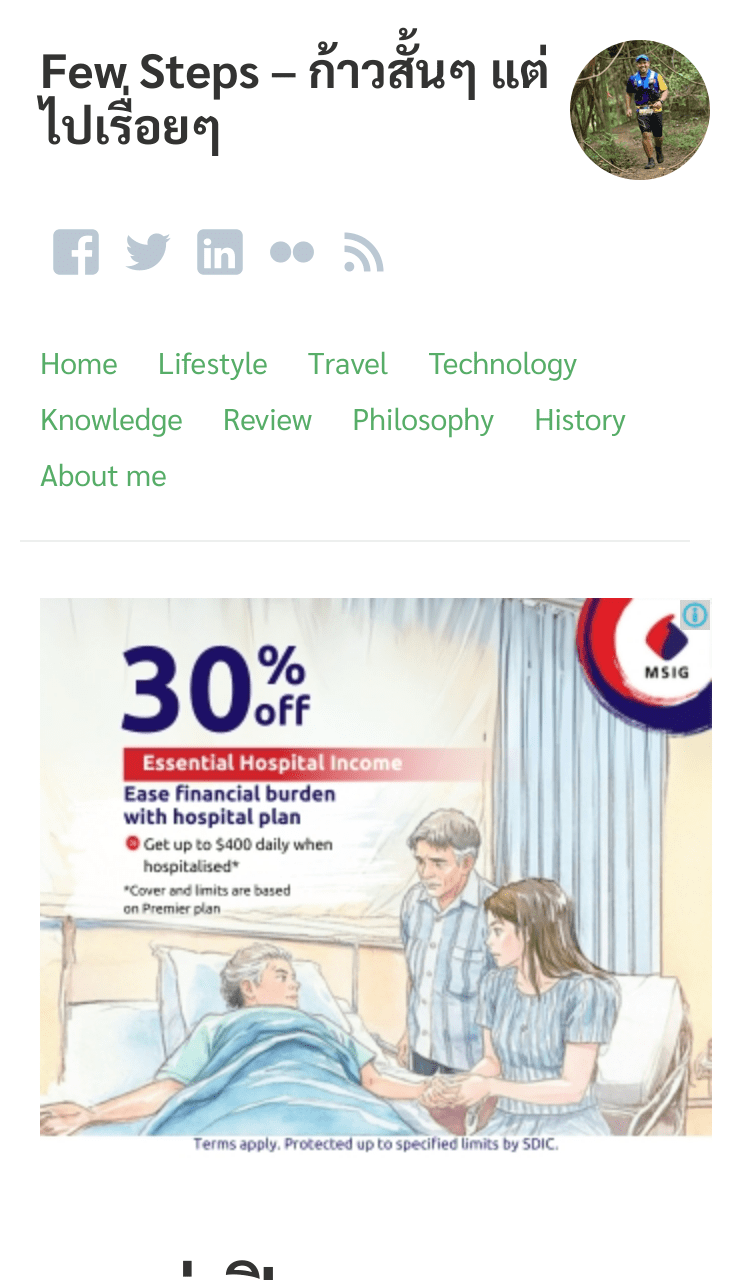 Few Steps – ก้าวสั้นๆ แต่
ไปเรื่อยๆ
Home Lifestyle Travel Technology
Knowledge Review Philosophy History
About me
MSIG
30% off
Essential Hospital Income
Ease financial burden
with hospital plan
Get up to $400 daily when
hospitalised*
*Cover and limits are based
on Premier plan
Terms apply. Protected up to specified limits by SDIC.